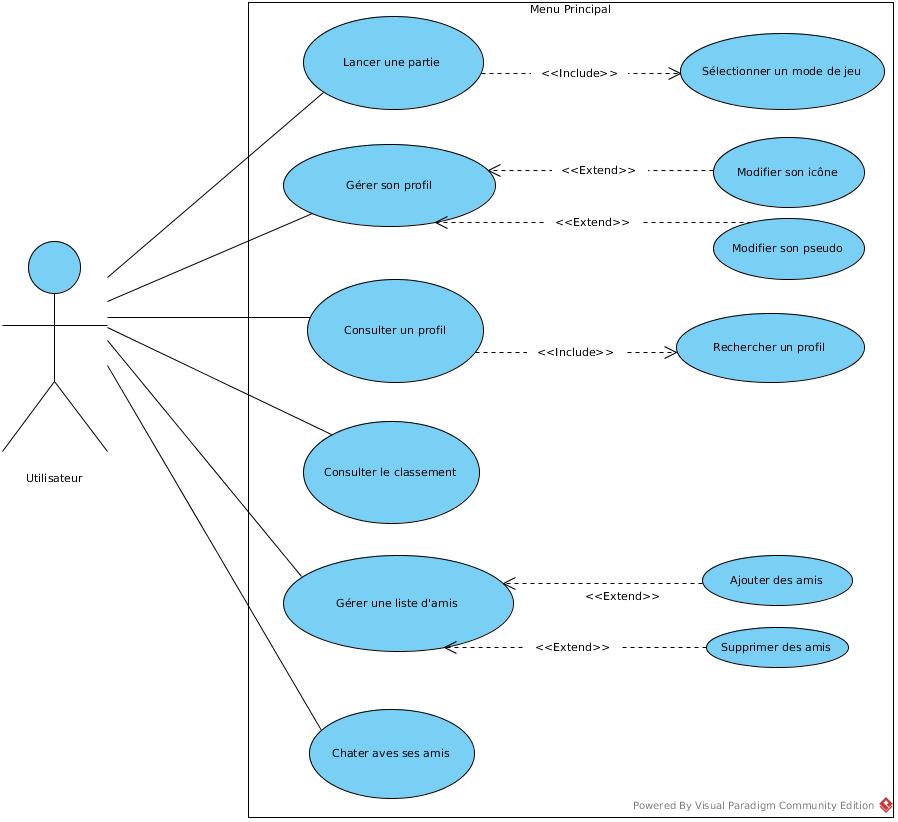 Menu Principal
Lancer une partie
<<Include>>
Sélectionner un mode de jeu
Gérer son profil
<<Extend>>
Modifier son icône
<<Extend>>
Modifier son pseudo
Consulter un profil
<<Include>>
Rechercher un profil
Utilisateur
Consulter le classement
Gérer une liste d'amis
<<Extend>>
Ajouter des amis
<<Extend>>
Supprimer des amis
Chater aves ses amis
Powered By Visual Paradigm Community Edition